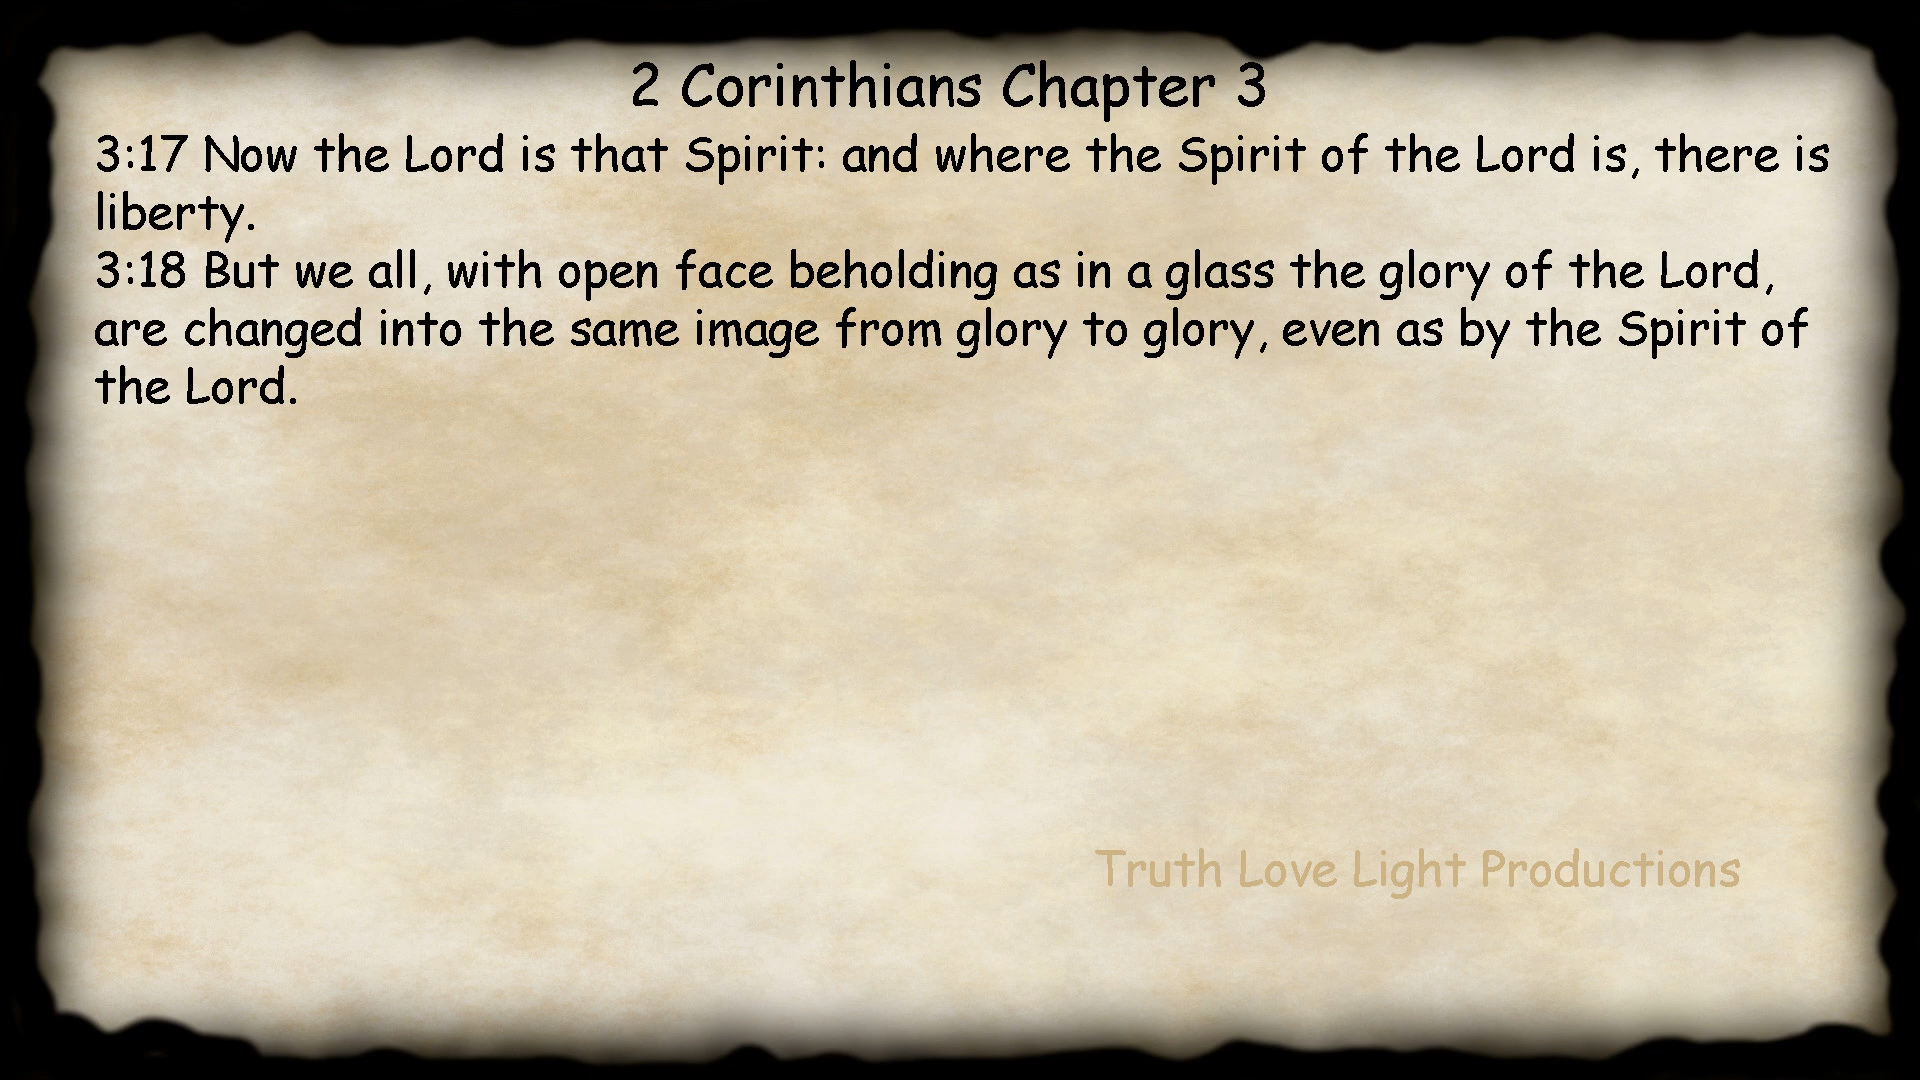 2 Corinthians Chapter 3
3:17 Now the Lord is that Spirit: and where the Spirit of the Lord is, there is
liberty.
3:18 But we all, with open face beholding as in a glass the glory of the Lord,
are changed into the same image from glory to glory, even as by the Spirit of
the Lord.
Truth Love Light Productions